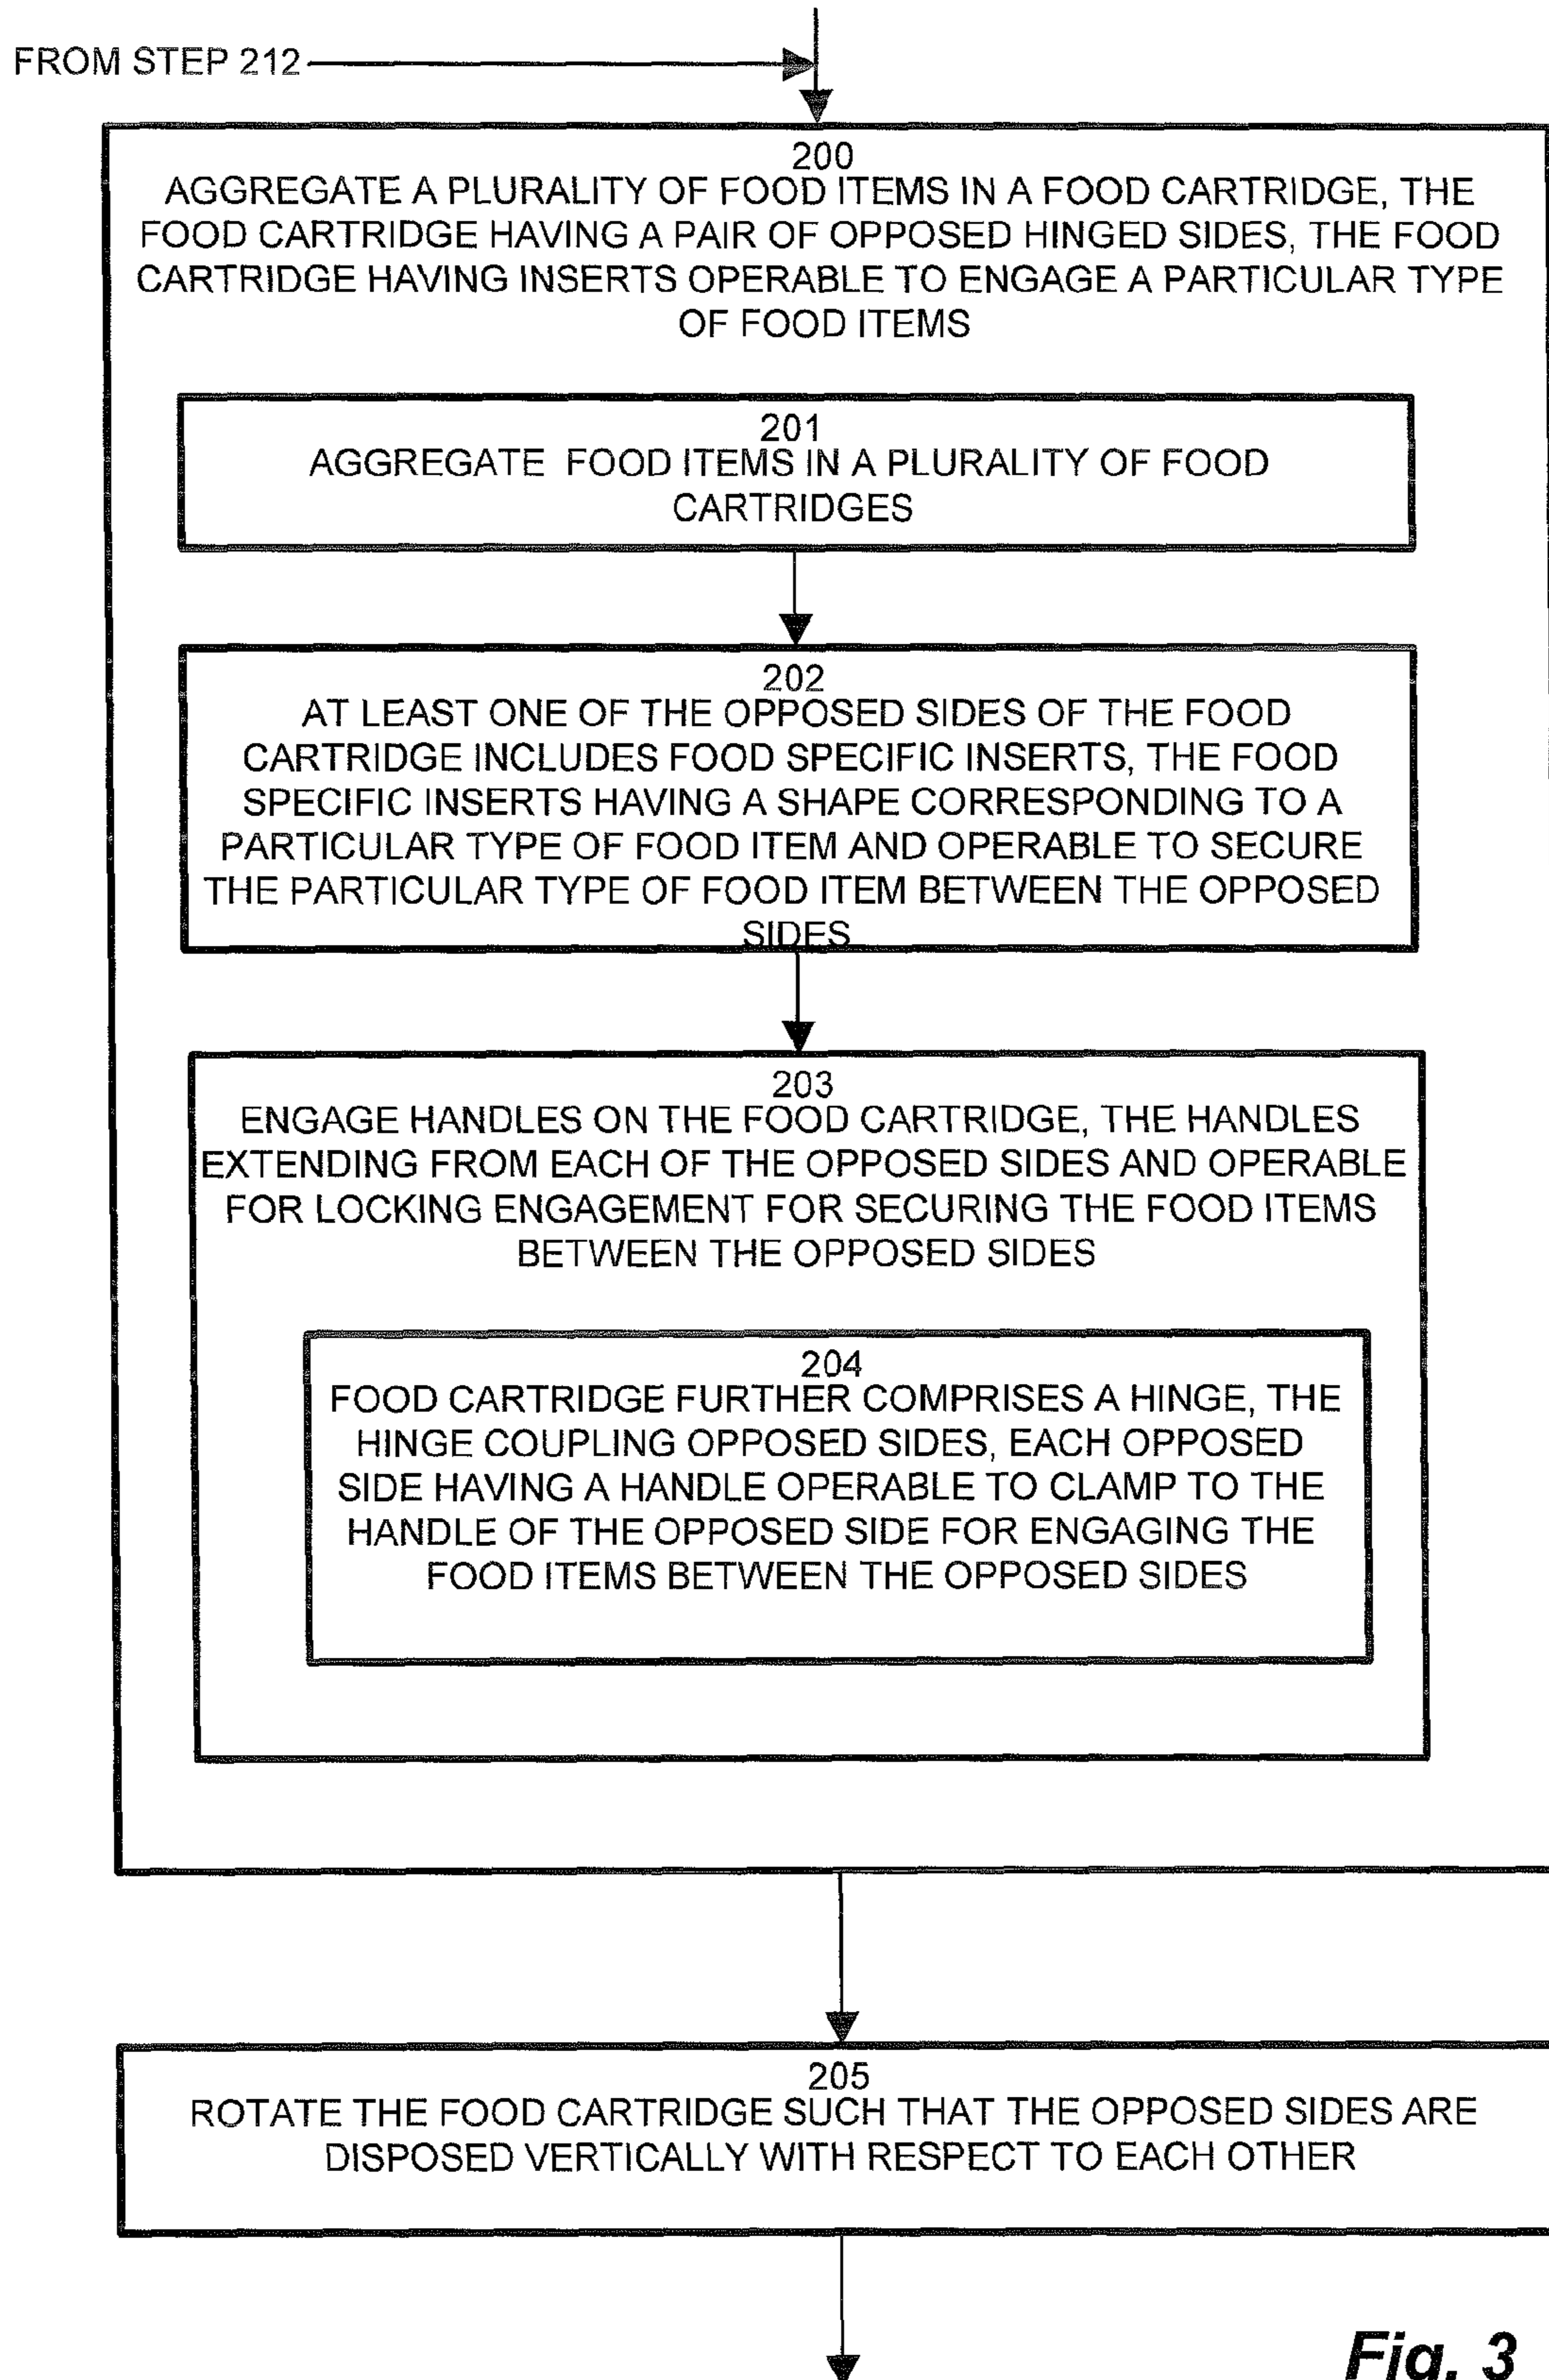 FROM STEP 212
200
AGGREGATE A PLURALITY OF FOOD ITEMS IN A FOOD CARTRIDGE, THE
FOOD CARTRIDGE HAVING A PAIR OF OPPOSED HINGED SIDES, THE FOOD
CARTRIDGE HAVING INSERTS OPERABLE TO ENGAGE A PARTICULAR TYPE
OF FOOD ITEMS
201
AGGREGATE FOOD ITEMS IN A PLURALITY OF FOOD
CARTRIDGES
202
AT LEAST ONE OF THE OPPOSED SIDES OF THE FOOD
CARTRIDGE INCLUDES FOOD SPECIFIC INSERTS, THE FOOD
SPECIFIC INSERTS HAVING A SHAPE CORRESPONDING TO A
PARTICULAR TYPE OF FOOD ITEM AND OPERABLE TO SECURE
THE PARTICULAR TYPE OF FOOD ITEM BETWEEN THE OPPOSED
SIDES
203
ENGAGE HANDLES ON THE FOOD CARTRIDGE, THE HANDLES
EXTENDING FROM EACH OF THE OPPOSED SIDES AND OPERABLE
FOR LOCKING ENGAGEMENT FOR SECURING THE FOOD ITEMS
BETWEEN THE OPPOSED SIDES
204
FOOD CARTRIDGE FURTHER COMPRISES A HINGE, THE
HINGE COUPLING OPPOSED SIDES, EACH OPPOSED
SIDE HAVING A HANDLE OPERABLE TO CLAMP TO THE
HANDLE OF THE OPPOSED SIDE FOR ENGAGING THE
FOOD ITEMS BETWEEN THE OPPOSED SIDES
205
ROTATE THE FOOD CARTRIDGE SUCH THAT THE OPPOSED SIDES ARE
DISPOSED VERTICALLY WITH RESPECT TO EACH OTHER
Fig. 3